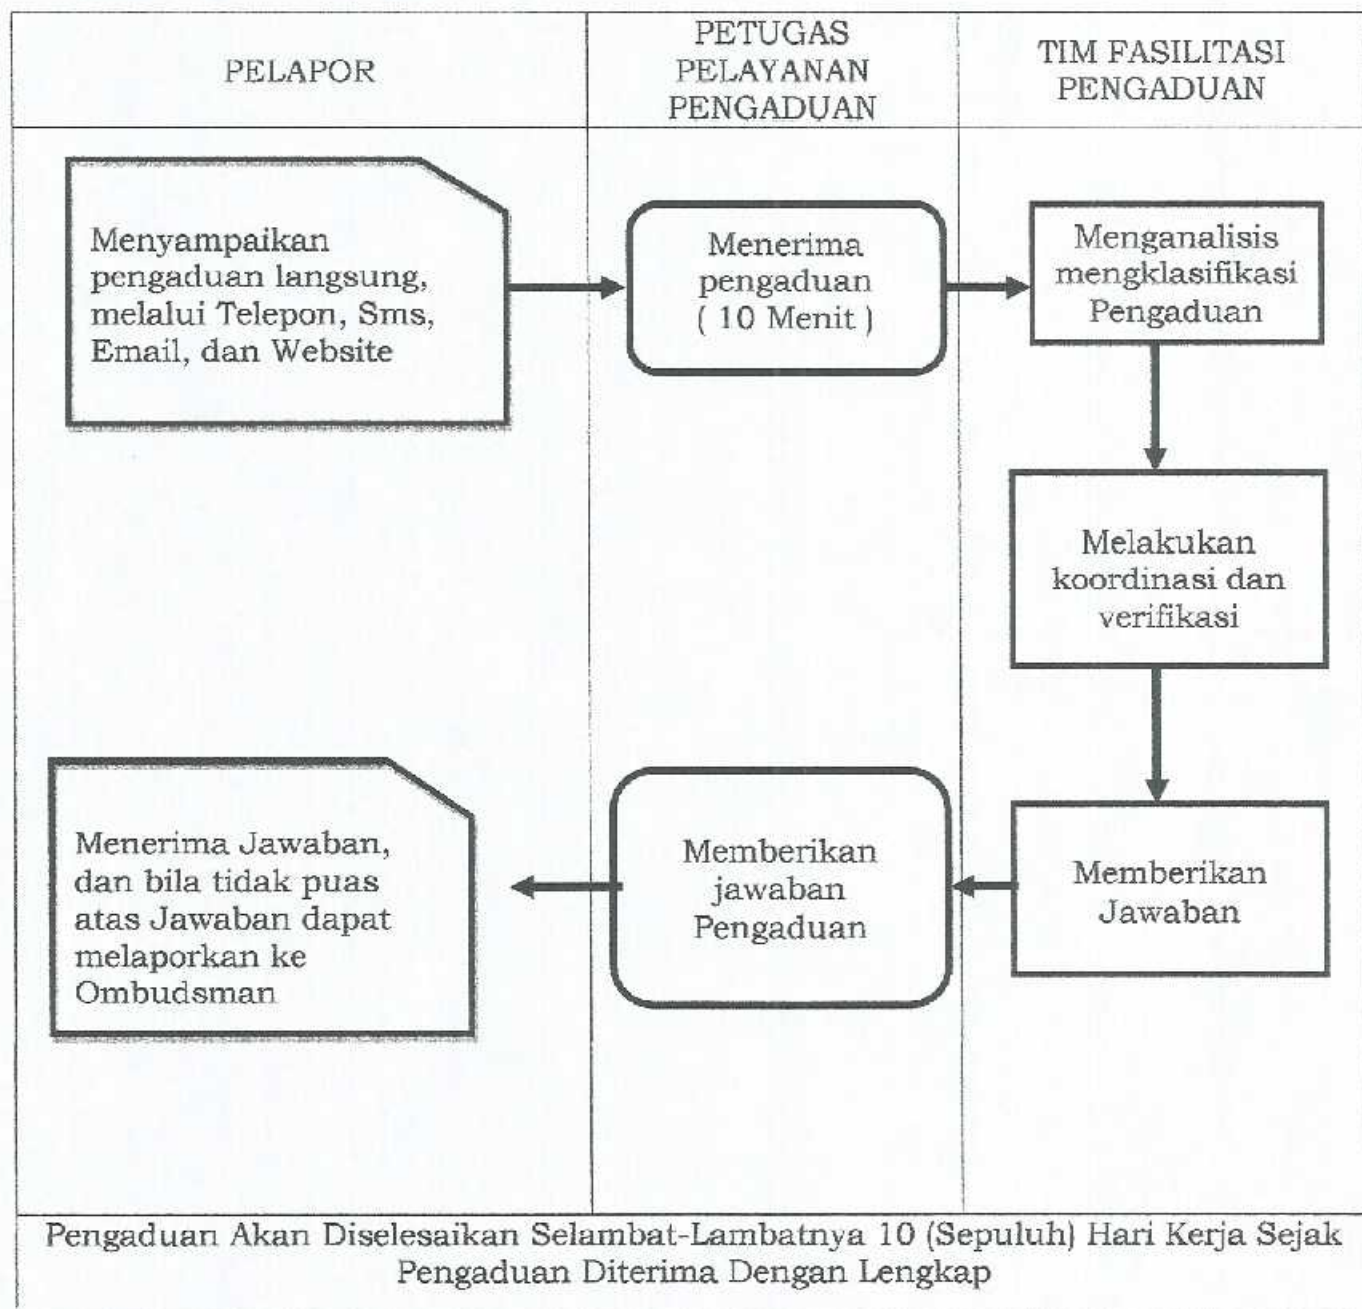 PELAPOR
PETUGAS
PELAYANAN
PENGADUAN
TIM FASILITASI
PENGADUAN
Menyampaikan
pengaduan langsung,
melalui Telepon, Sms,
Email, dan Website
Menerima
pengaduan
( 10 Menit )
Menganalisis
mengklasifikasi
Pengaduan
Melakukan
koordinasi dan
verifikasi
Memberikan
Jawaban
Memberikan
jawaban
Pengaduan
Menerima Jawaban,
dan bila tidak puas
atas Jawaban dapat
melaporkan ke
Ombudsman
Pengaduan Akan Diselesaikan Selambat-Lambatnya 10 (Sepuluh) Hari Kerja Sejak
Pengaduan Diterima Dengan Lengkap